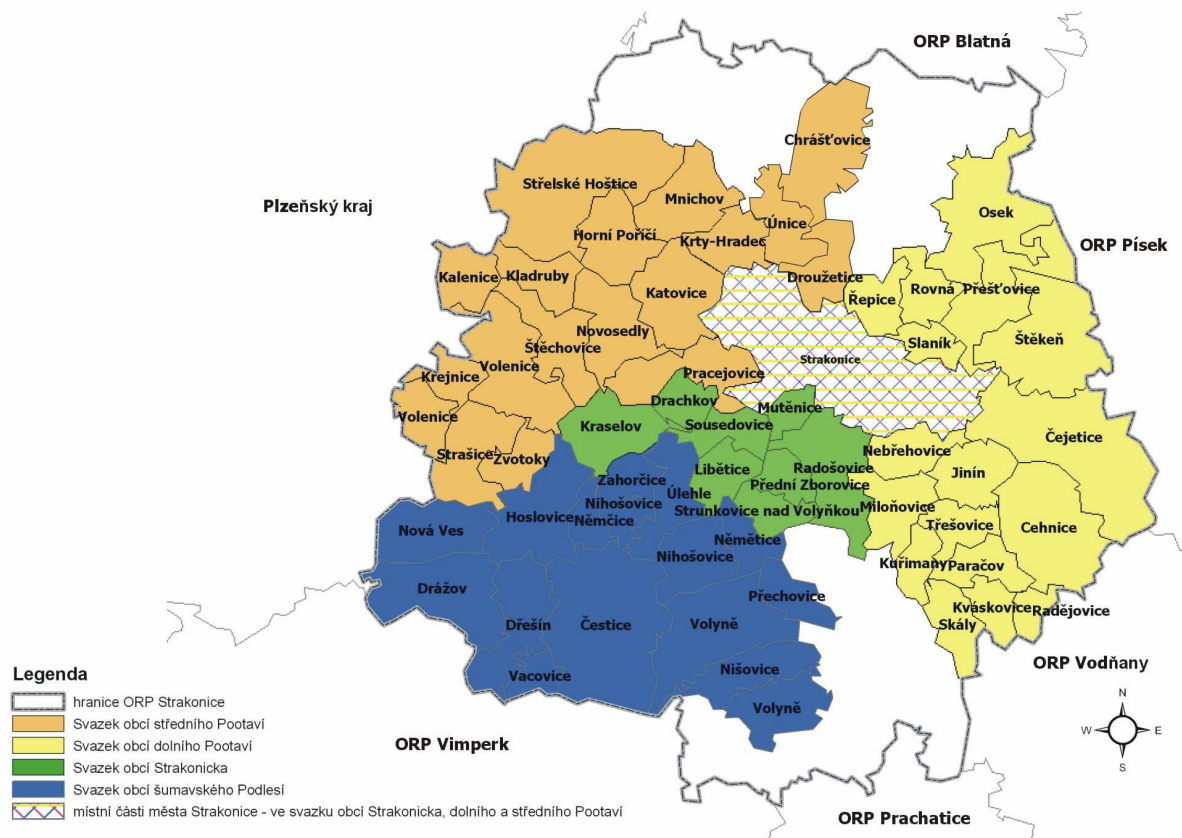 ORP Blatná
Chrášťovice
Střelské Hoštice
Mnichov
Plzeňský kraj
Osek
Únice
Horní Poříčí
Krty-Hradec
ORP Písek
Kalenice
Kladruby
Droužetice
Katovice
Řepice
Rovná
Přešťovice
Novosedly
Štěchovice
Slaník
Štěkeň
Strakonice
Volenice
Krejnice
Pracejovice
Drachkov
Mutěnice
Volenice
Kraselov
Sousedovice
Čejetice
Nebřehovice
Strašice
Zvotoky
Libětice
Radošovice
Jinín
Zahorčice
Přední Zborovice
Úlehle
Nihošovice
Strunkovice nad Volyňkou
Miloňovice
Hoslovice
Němčice
Třešovice
Cehnice
Nová Ves
Němětice
Nihošovice
Kuřimany
Paračov
Drážov
Přechovice
Kváskovice
Radějovice
Dřešín
Čestice
Volyně
Skály
Nišovice
ORP Vodňany
Vacovice
Volyně
Legenda
hranice ORP Strakonice
Svazek obcí středního Pootaví
Svazek obcí dolního Pootaví
Svazek obcí Strakonicka
Svazek obcí šumavského Podlesí
místní části města Strakonice - ve svazku obcí Strakonicka, dolního a středního Pootaví
ORP Vimperk
N
W
E
S
ORP Prachatice